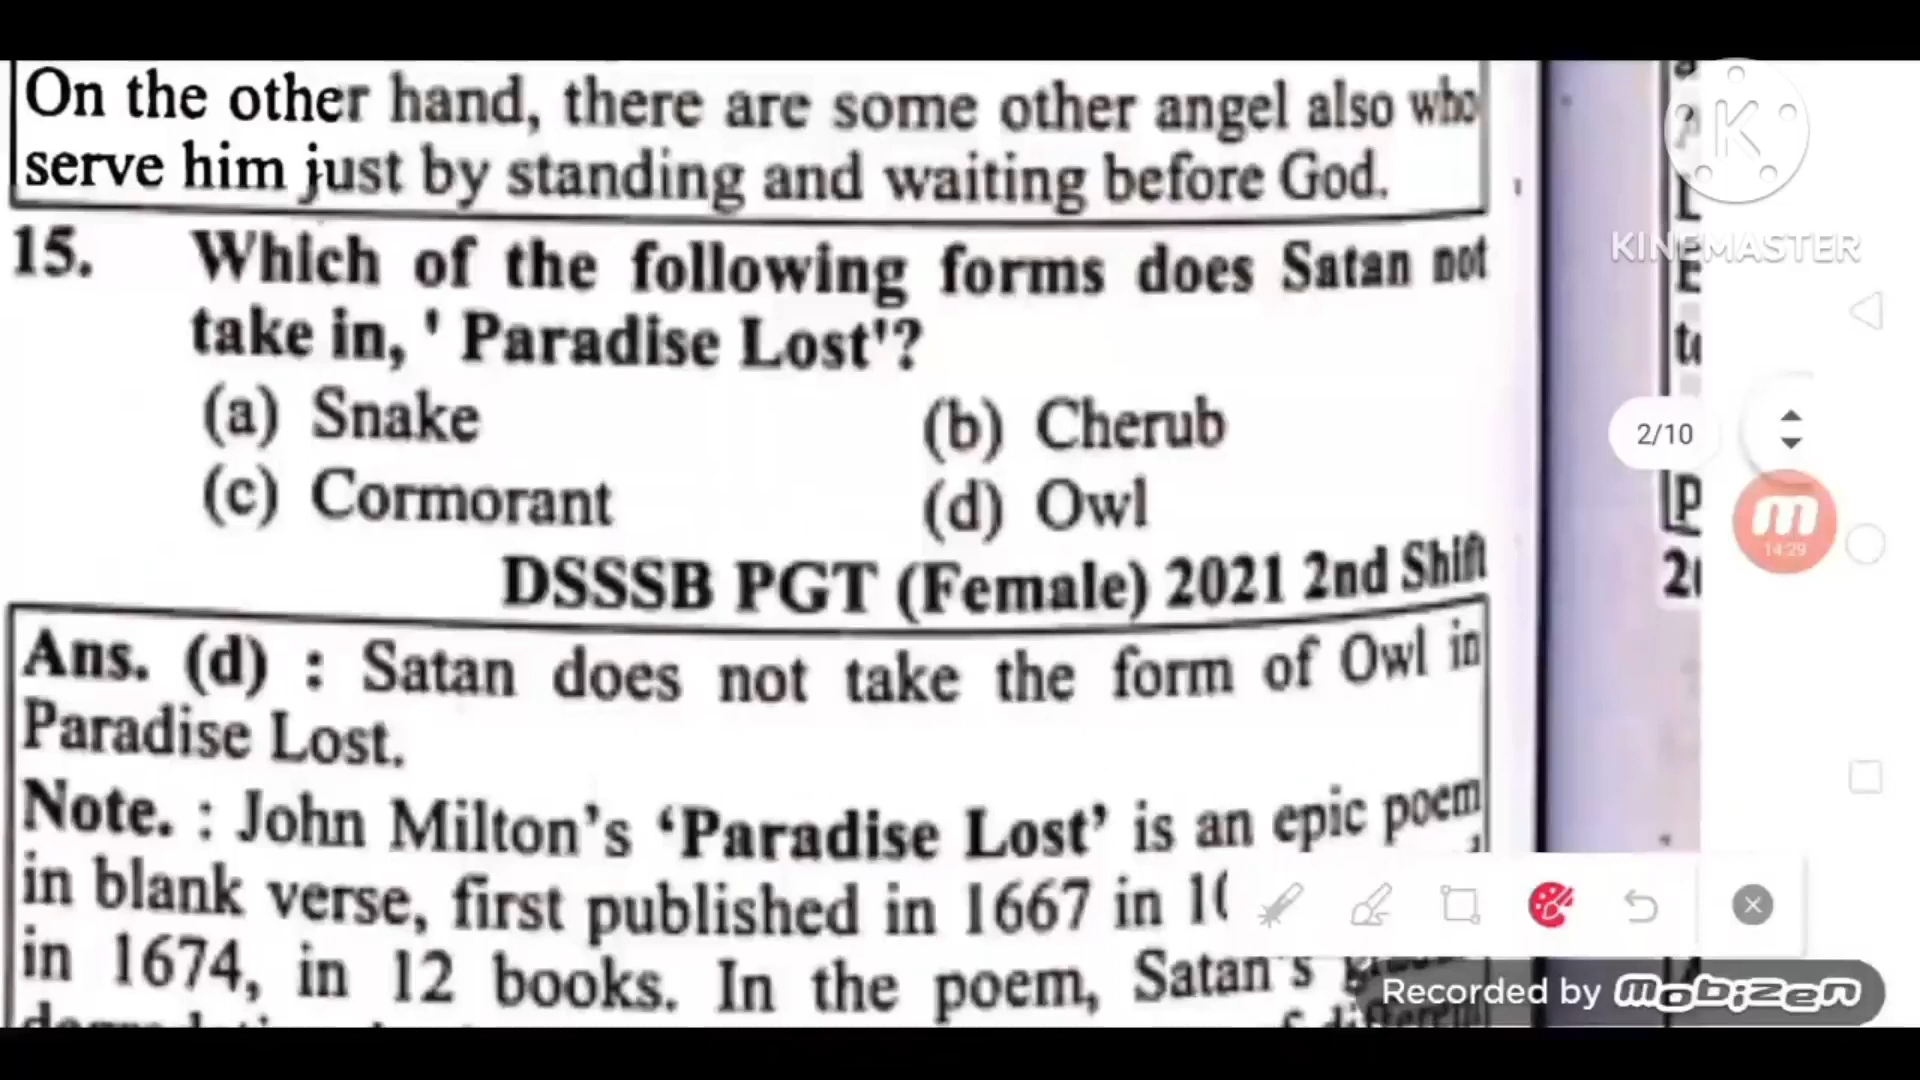 On the other hand, there are some other angel also who
serve him just by standing and waiting before God.
15. Which of the following forms does Satan not
take in, ' Paradise Lost'?
(a) Snake (b) Cherub
(c) Cormorant (d) Owl
DSSSB PGT (Female) 2021 2nd Shift
Ans. (d) : Satan does not take the form of Owl in
Paradise Lost.
Note. : John Milton's ‘Paradise Lost’ is an epic poem
in blank verse, first published in 1667 in
in 1674, in 12 books. In the poem, Satan's
KINEMASTER
2/10
14:29
Recorded by Mobizen